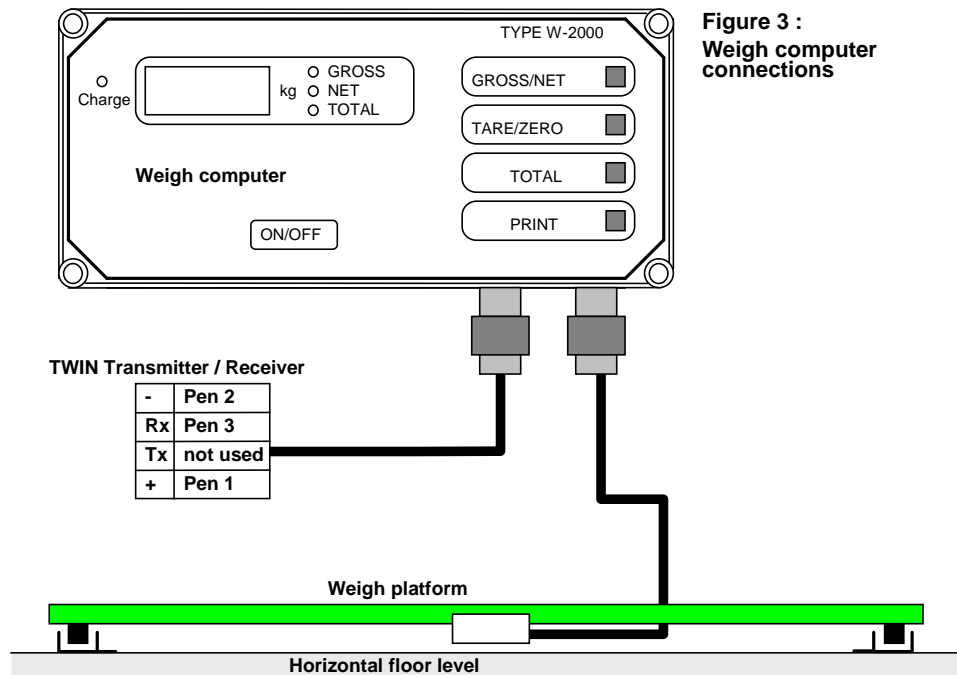 Figure 3 :
Weigh computer
connections
TYPE W-2000
Charge
kg
GROSS
NET
TOTAL
GROSS/NET
TARE/ZERO
TOTAL
PRINT
Weigh computer
ON/OFF
TWIN Transmitter / Receiver
- Pen 2
Rx Pen 3
Tx not used
+ Pen 1
Weigh platform
Horizontal floor level